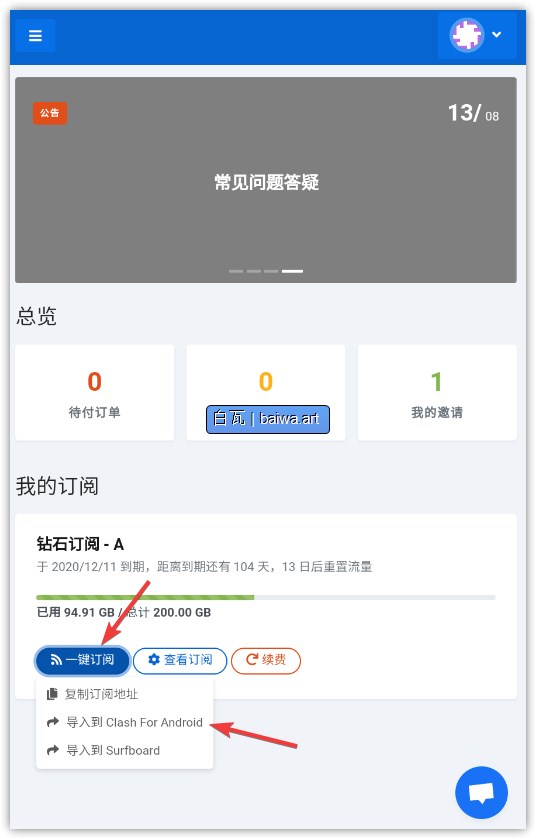 公告
13/ 08
常见问题答疑
总览
0
待付订单
0
白瓦 | baiwa.art
1
我的邀请
我的订阅
钻石订阅 - A
于 2020/12/11 到期，距离到期还有 104 天，13 日后重置流量
已用 94.91 GB / 总计 200.00 GB
一键订阅
查看订阅
续费
复制订阅地址
导入到 Clash For Android
导入到 Surfboard